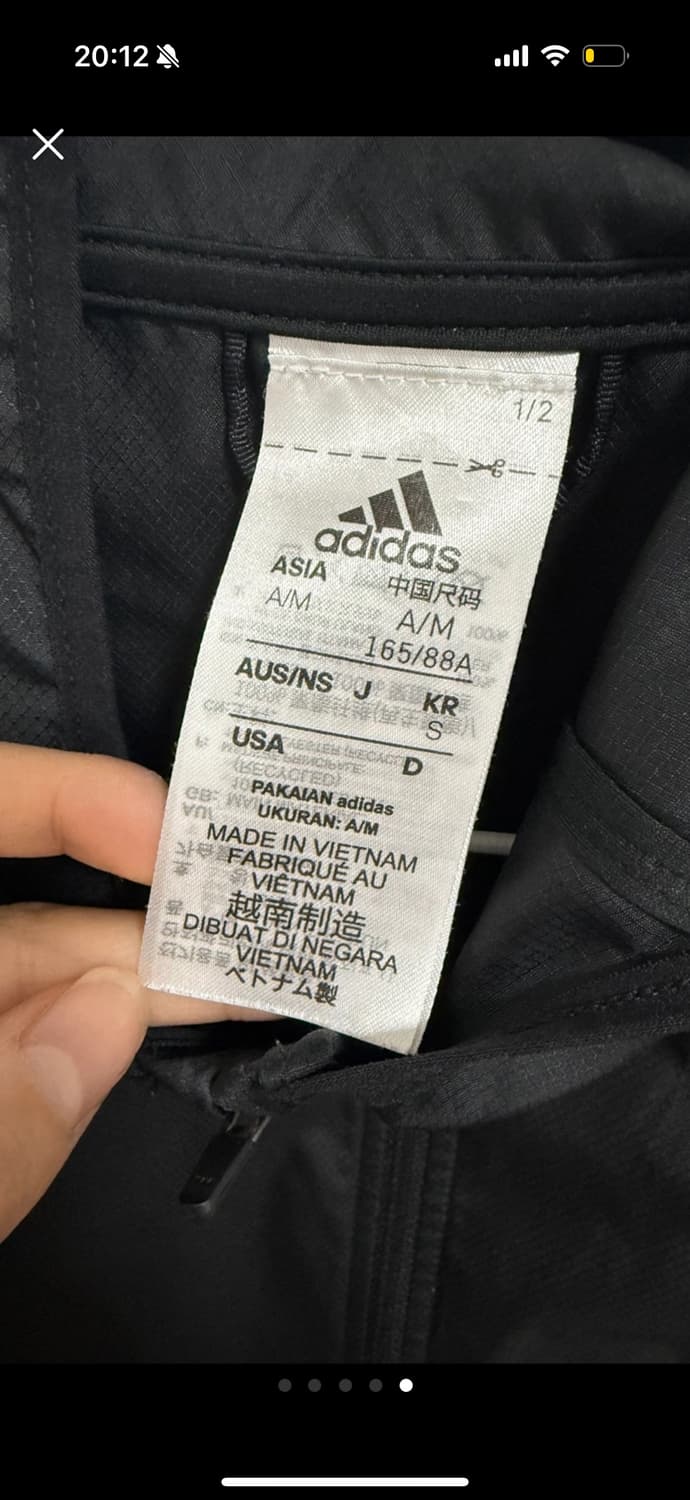 20:12
1/2
adidas
ASIA 中国尺码
A/M A/M
165/88A
AUS/NS J KR
S
USA D
PAKAIAN adidas
UKURAN: A/M
MADE IN VIETNAM
FABRIQUÉ AU
VIÊTNAM
越南制造
DIBUAT DI NEGARA
VIETNAM
ベトナム製